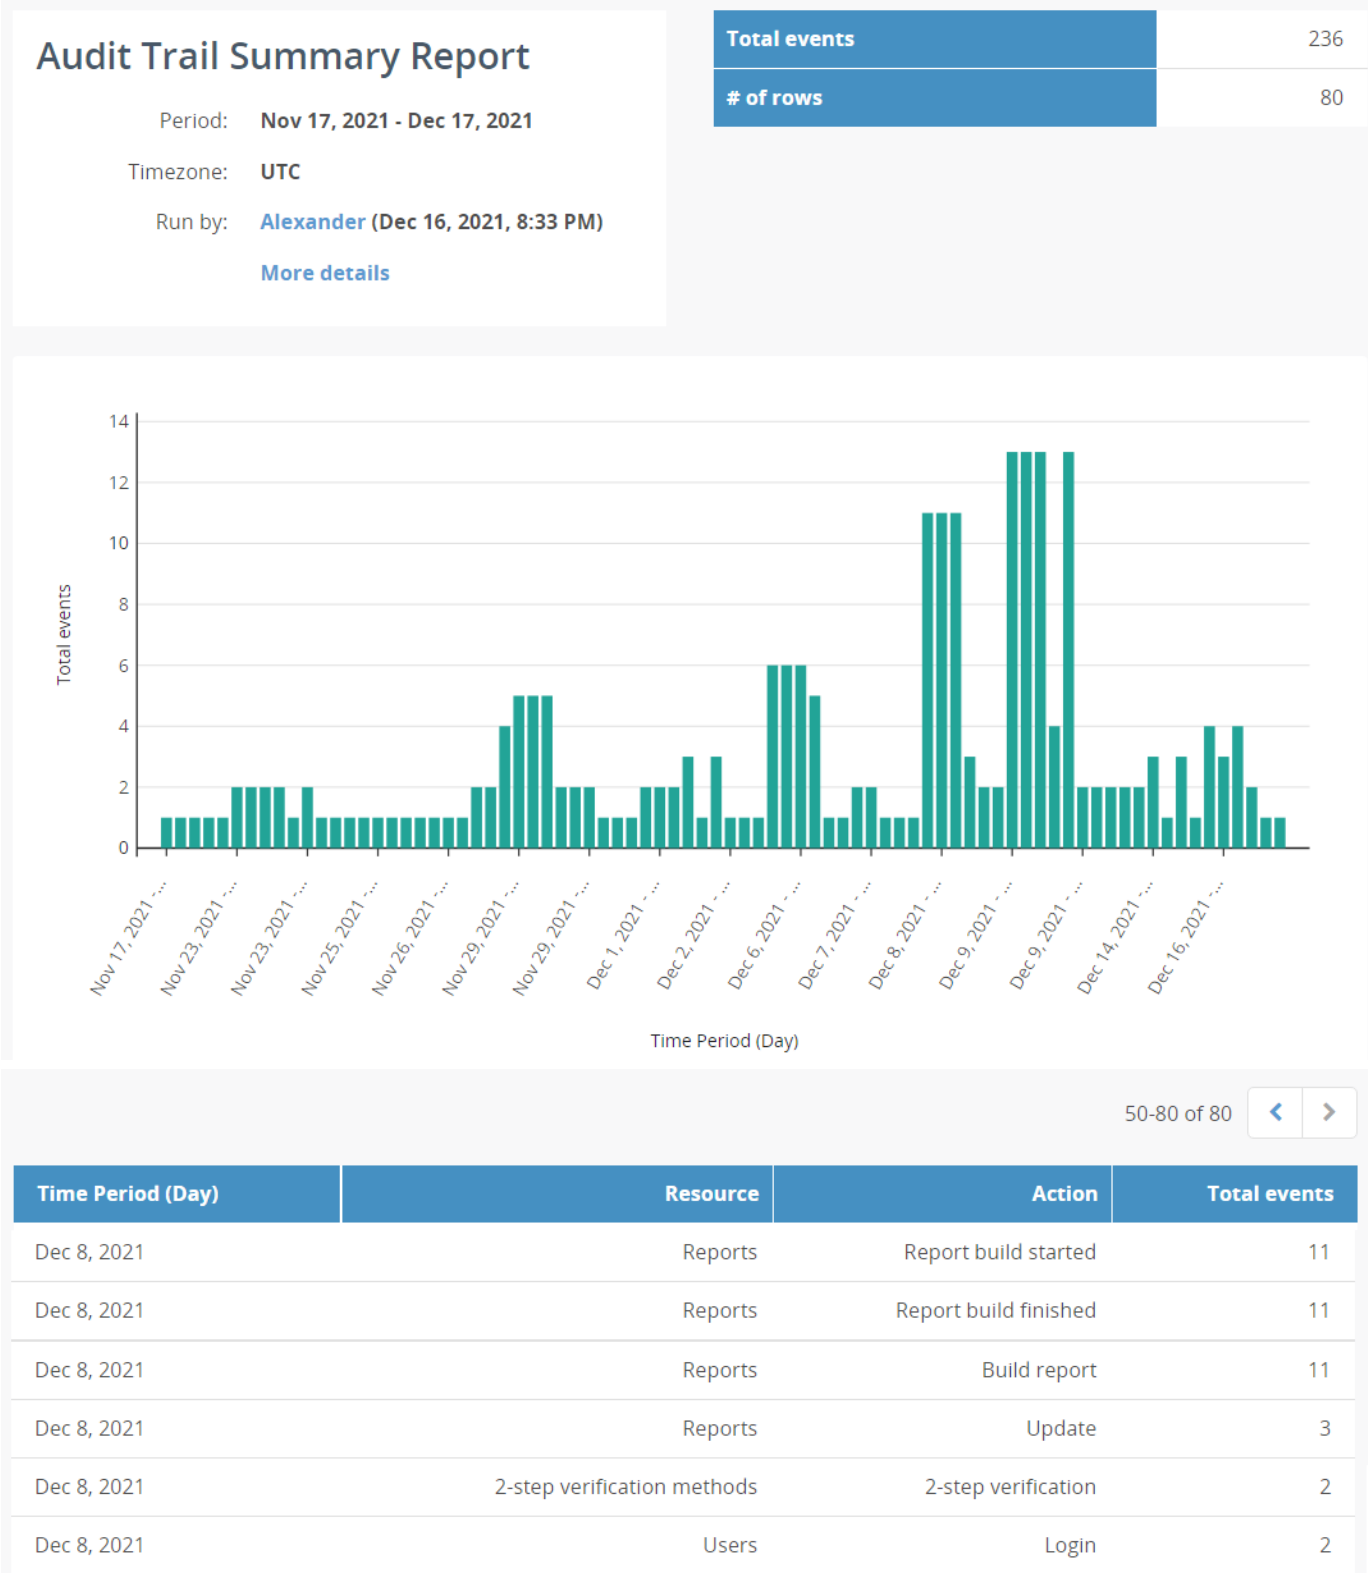 Audit Trail Summary Report
Period: Nov 17, 2021 - Dec 17, 2021
Timezone: UTC
Run by: Alexander (Dec 16, 2021, 8:33 PM)
More details
Total events 236
# of rows 80
Total events
14
12
10
8
6
4
2
0
Nov 17, 2021 -...
Nov 23, 2021 -...
Nov 23, 2021 -...
Nov 25, 2021 -...
Nov 26, 2021 -...
Nov 29, 2021 -...
Nov 29, 2021 -...
Dec 1, 2021 - ...
Dec 2, 2021 - ...
Dec 6, 2021 - ...
Dec 7, 2021 - ...
Dec 8, 2021 - ...
Dec 9, 2021 - ...
Dec 9, 2021 - ...
Dec 14, 2021 -...
Dec 16, 2021 -...
Time Period (Day)
50-80 of 80
Time Period (Day) Resource Action Total events
Dec 8, 2021 Reports Report build started 11
Dec 8, 2021 Reports Report build finished 11
Dec 8, 2021 Reports Build report 11
Dec 8, 2021 Reports Update 3
Dec 8, 2021 2-step verification methods 2-step verification 2
Dec 8, 2021 Users Login 2